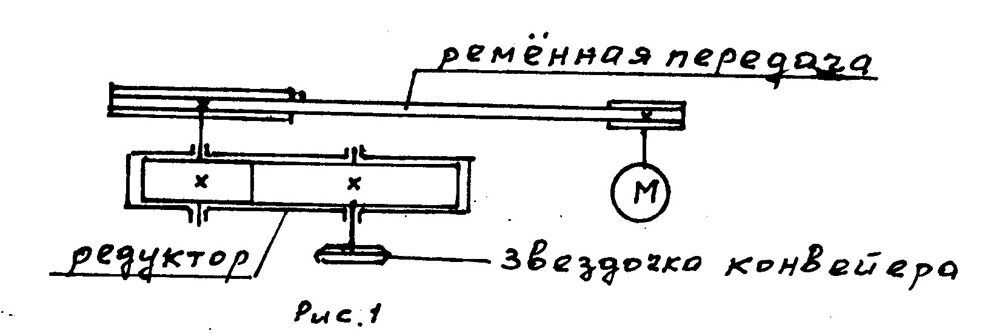 ремённая передача
М
редуктор
звездочка конвейера
Рис.1